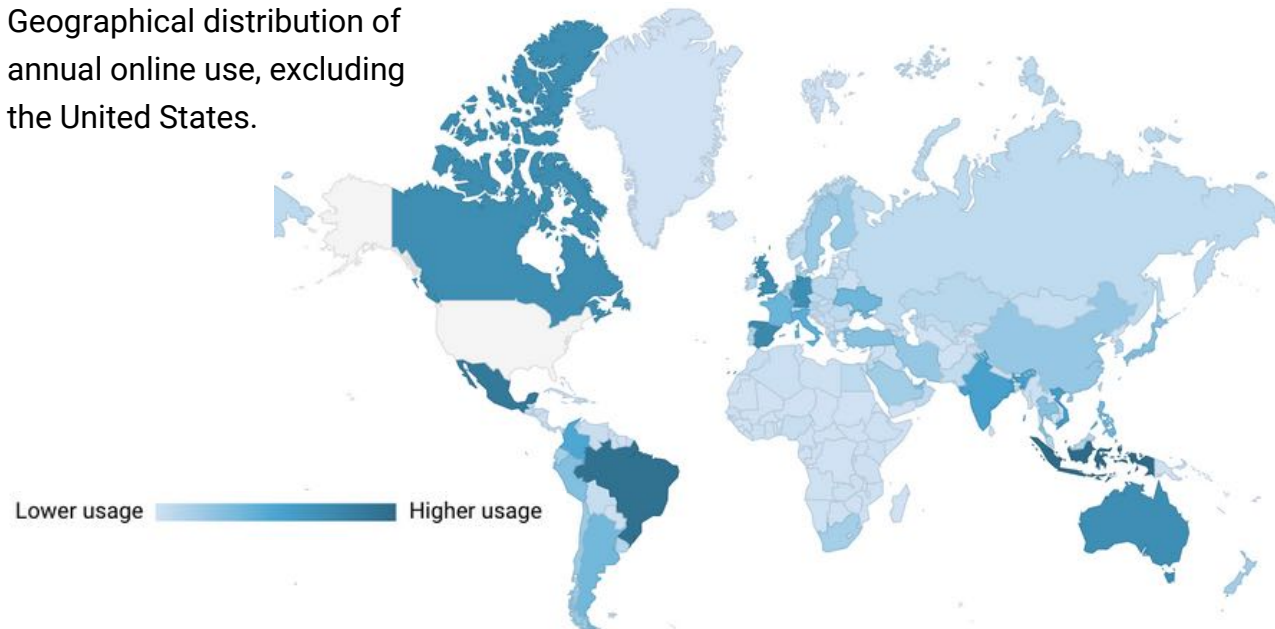 Geographical distribution of
annual online use, excluding
the United States.
Lower usage
Higher usage